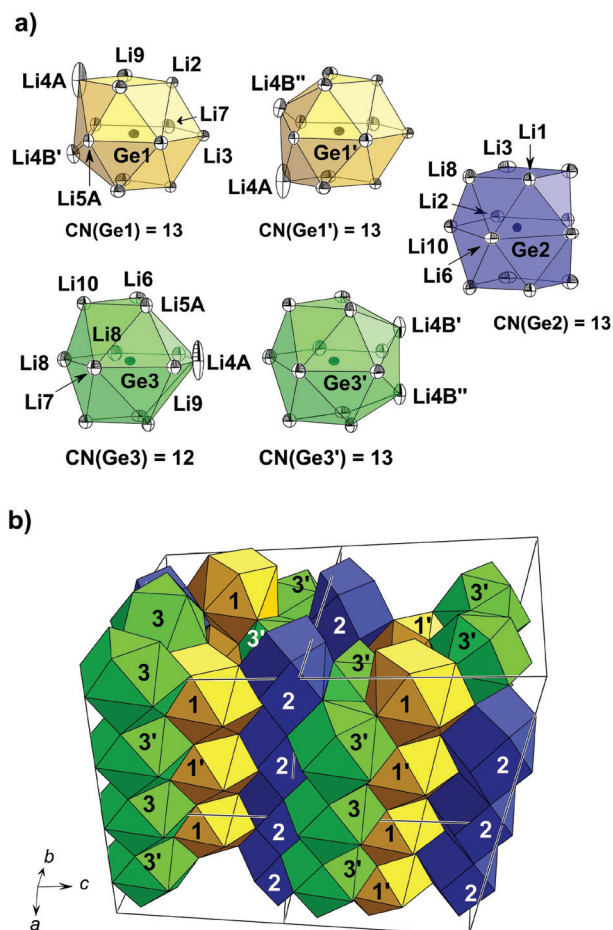 a)
Li9
Li2
Li4A
Li7
Li4B'
Ge1
Li3
Li5A
CN(Ge1) = 13
Li4B"
Ge1'
Li4A
CN(Ge1') = 13
Li1
Li3
Li8
Li2
Li10
Ge2
Li6
CN(Ge2) = 13
Li6
Li10
Li5A
Li8
Li8
Li4A
Ge3
Li7
Li9
CN(Ge3) = 12
Li4B'
Ge3'
Li4B"
CN(Ge3') = 13
b)
3
1
3'
3'
2
1'
3'
3'
3
1
2
3'
1
3'
1'
2
3'
1'
2
3
1
2
3
1
2
3'
2
3'
1'
2
b
c
a